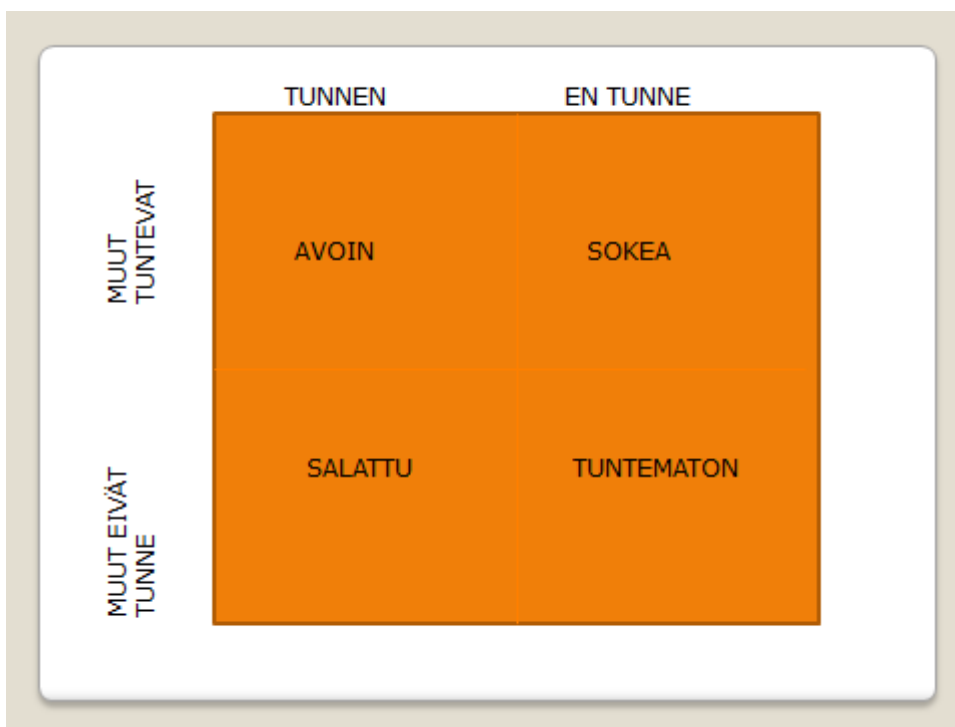 TUNNEN
EN TUNNE
MUUT
TUNTEVAT
AVOIN
SOKEA
MUUT EIVÄT
TUNNE
SALATTU
TUNTEMATON